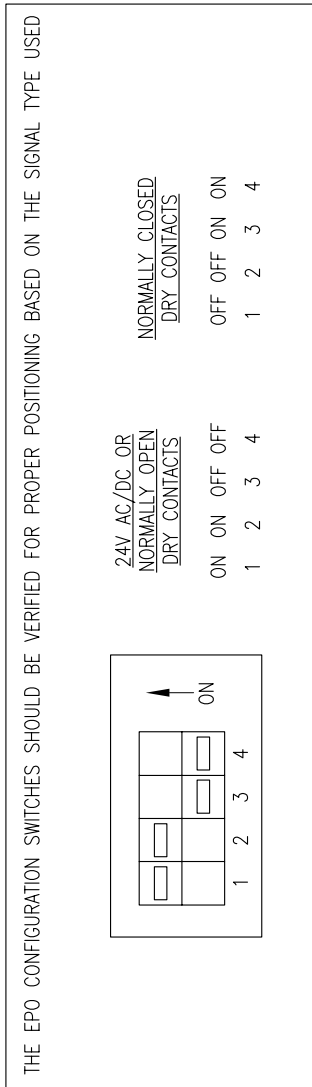 THE EPO CONFIGURATION SWITCHES SHOULD BE VERIFIED FOR PROPER POSITIONING BASED ON THE SIGNAL TYPE USED
ON
1 2 3 4
24V AC/DC OR
NORMALLY OPEN
DRY CONTACTS
ON ON OFF OFF
1 2 3 4
NORMALLY CLOSED
DRY CONTACTS
OFF OFF ON ON
1 2 3 4